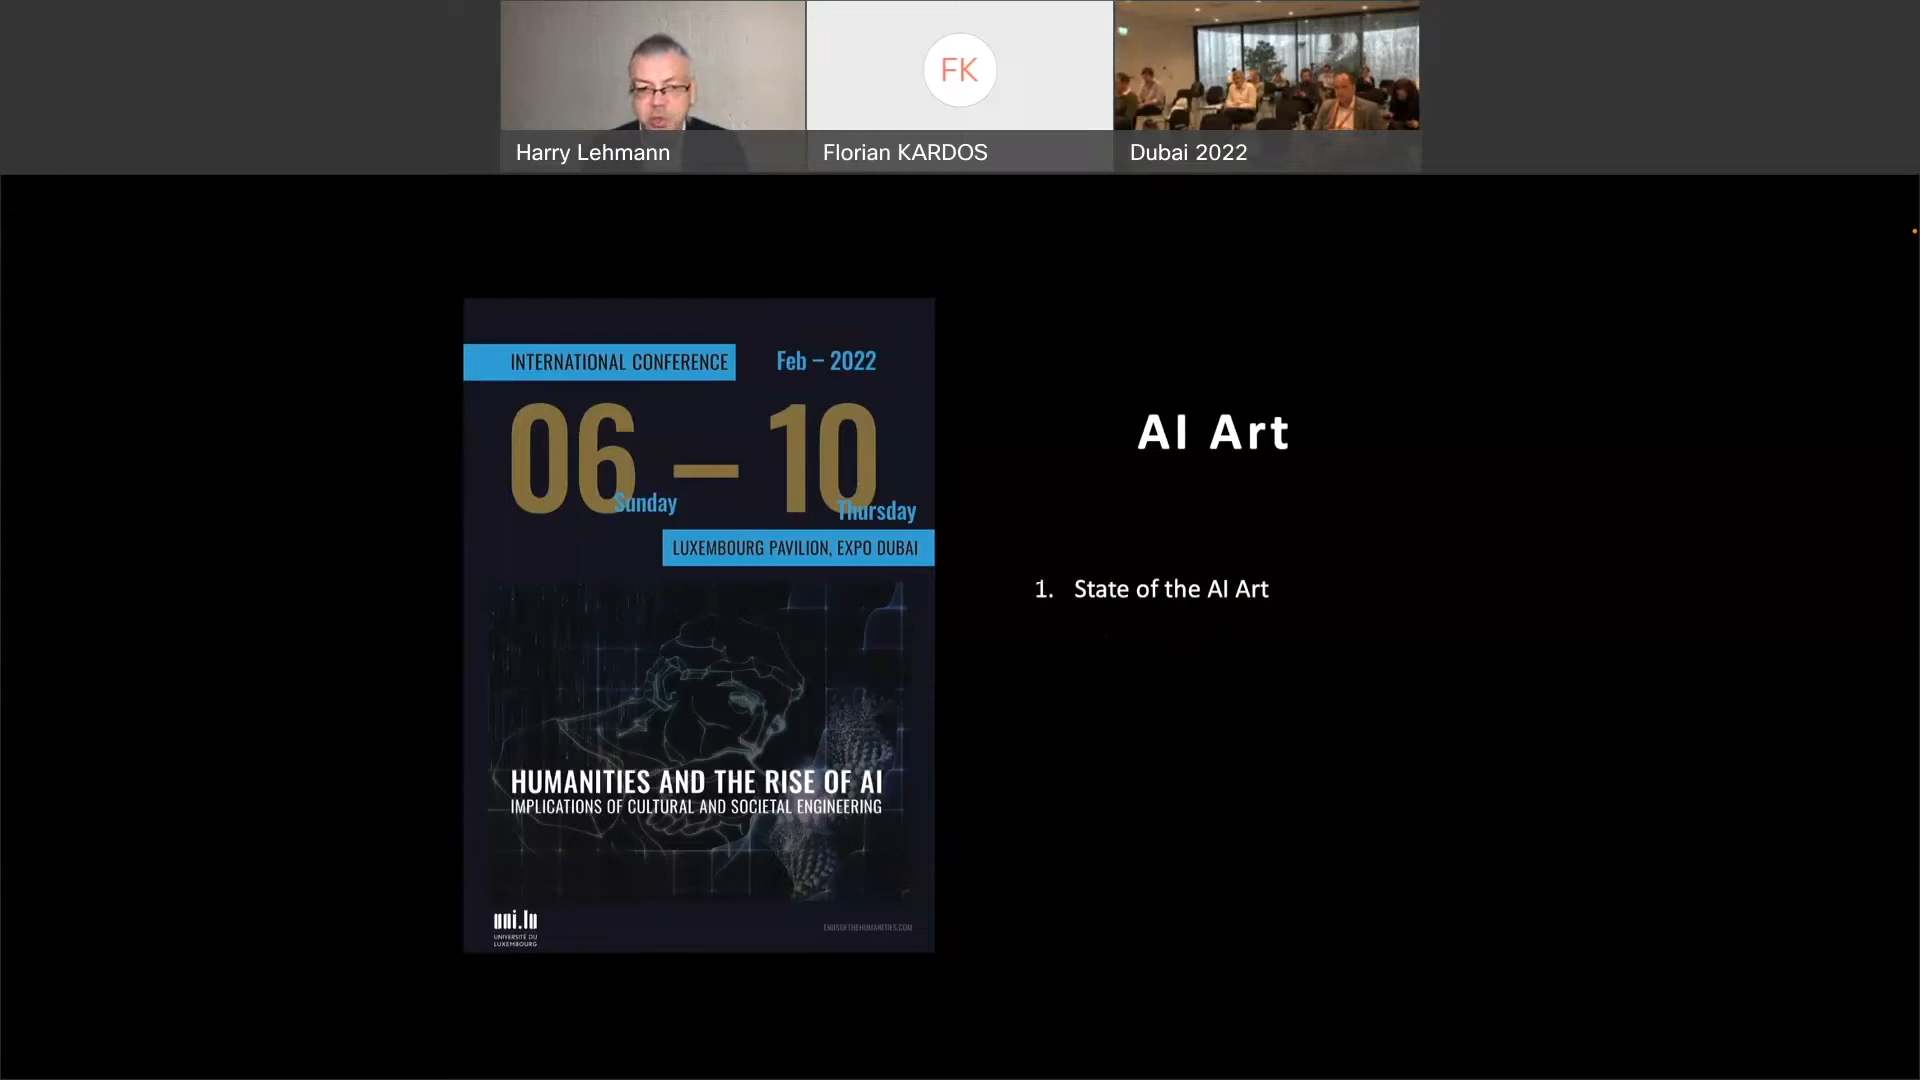 Harry Lehmann
FK
Florian KARDOS
Dubai 2022
INTERNATIONAL CONFERENCE
Feb – 2022
06 – 10
Sunday
Thursday
LUXEMBOURG PAVILION, EXPO DUBAI
HUMANITIES AND THE RISE OF AI
IMPLICATIONS OF CULTURAL AND SOCIETAL ENGINEERING
uni.lu
UNIVERSITÉ DU
LUXEMBOURG
ENDSOFTHEHUMANITIES.COM
AI Art
1. State of the AI Art